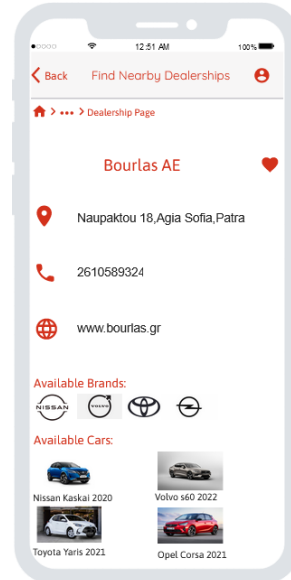 12:51 AM 100%
Back Find Nearby Dealerships
> ••• > Dealership Page
Bourlas AE
Naupaktou 18,Agia Sofia,Patra
2610589324
www.bourlas.gr
Available Brands:
NISSAN VOLVO
Available Cars:
Nissan Kaskai 2020 Volvo s60 2022
Toyota Yaris 2021 Opel Corsa 2021